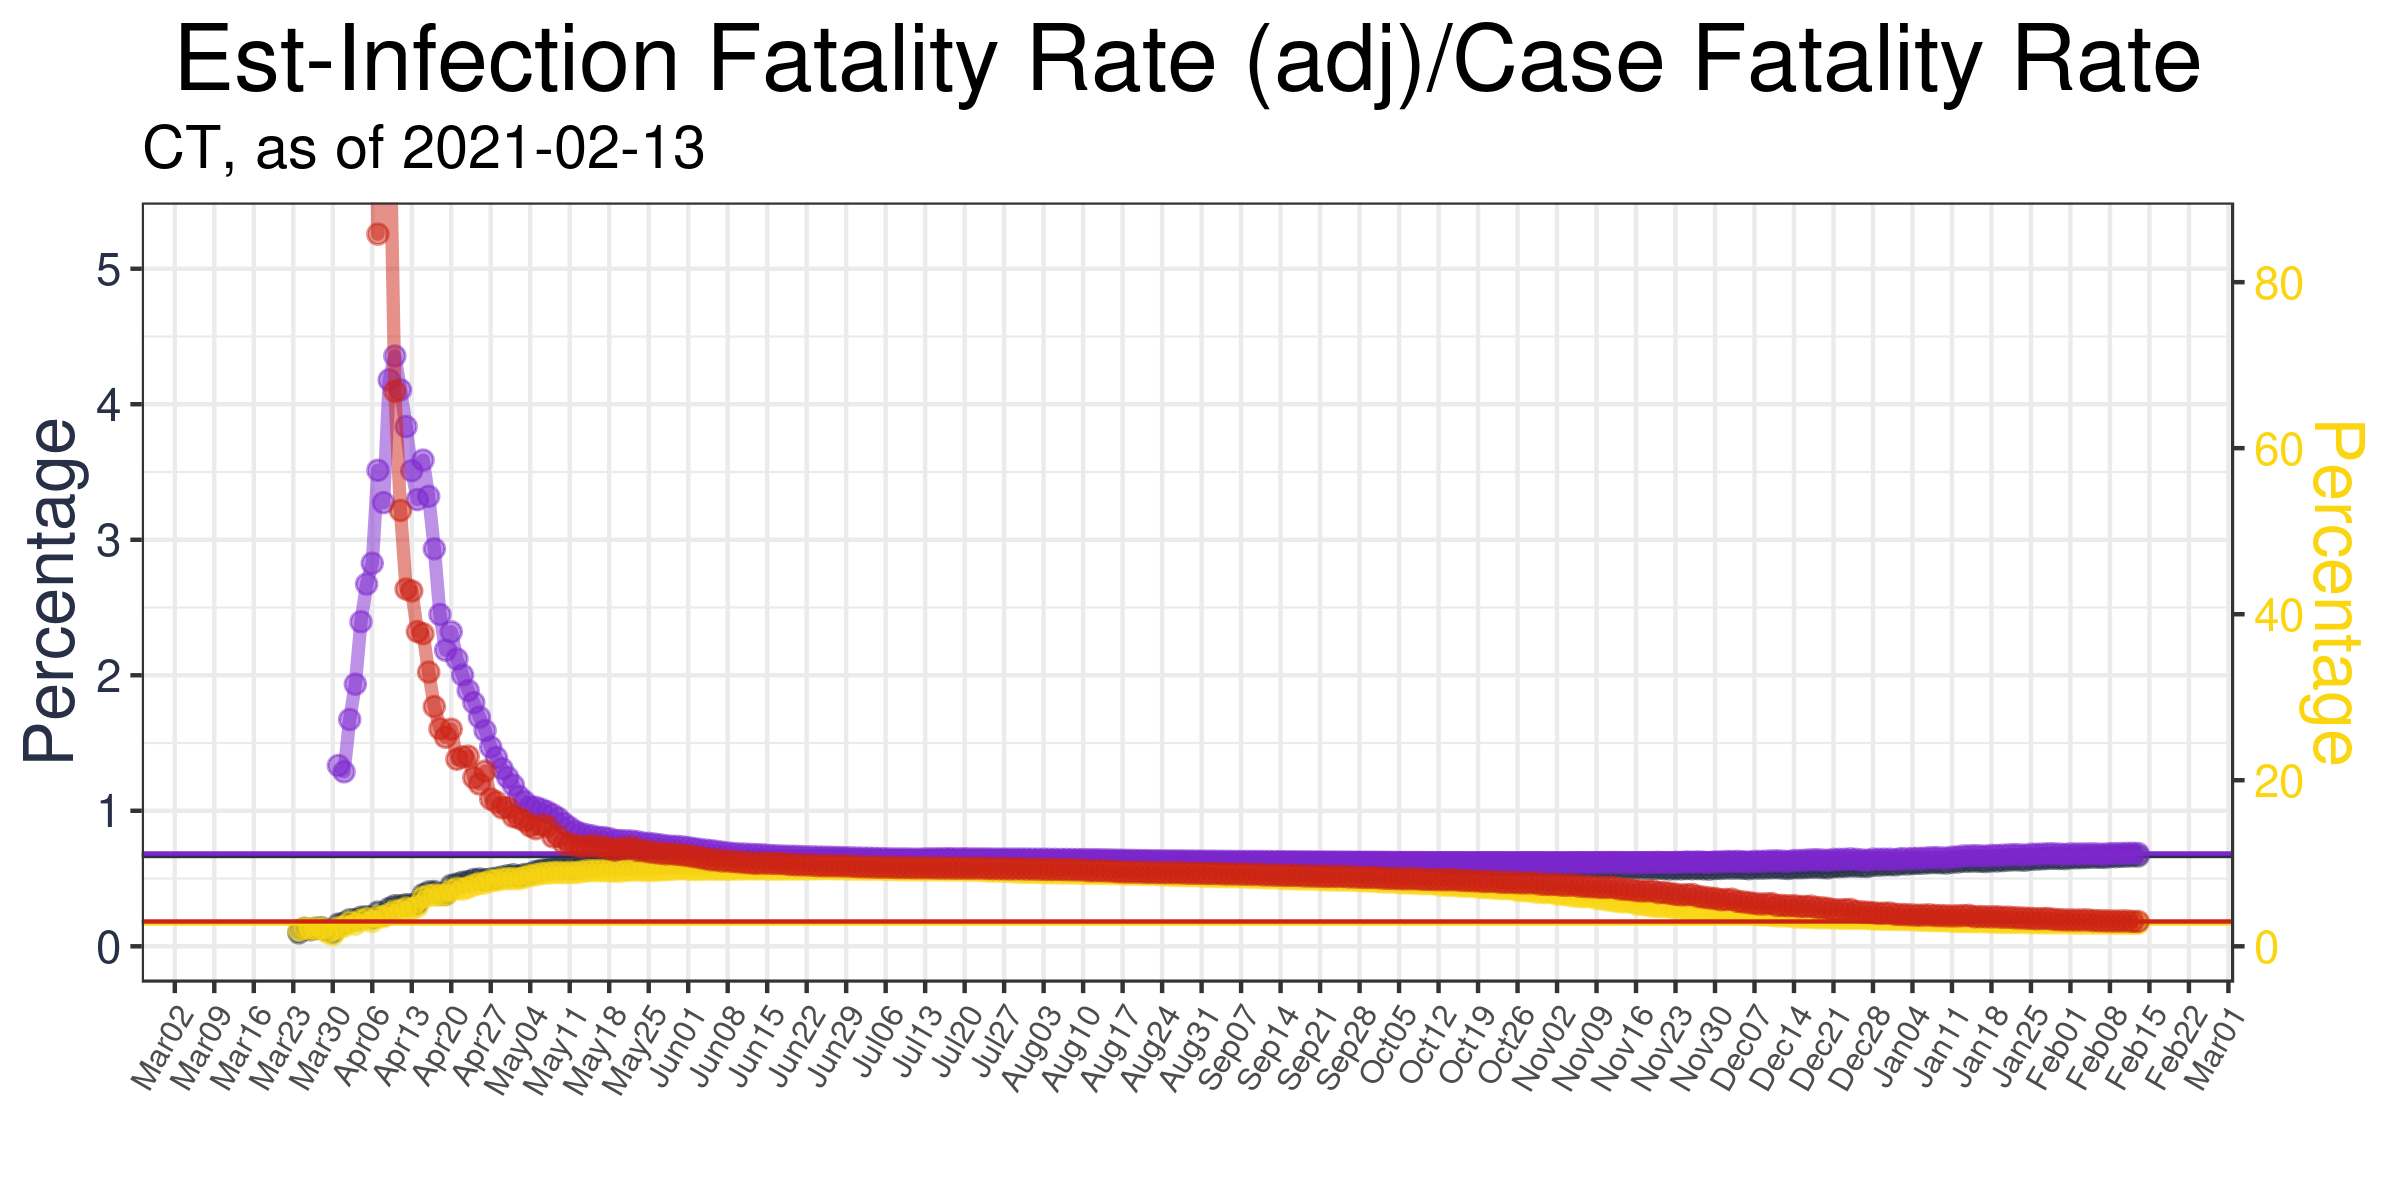 Est-Infection Fatality Rate (adj)/Case Fatality Rate
CT, as of 2021-02-13
Percentage
5
4
3
2
1
0
80
60
40
20
0
Percentage
Mar02
Mar09
Mar16
Mar23
Mar30
Apr06
Apr13
Apr20
Apr27
May04
May11
May18
May25
Jun01
Jun08
Jun15
Jun22
Jun29
Jul06
Jul13
Jul20
Jul27
Aug03
Aug10
Aug17
Aug24
Aug31
Sep07
Sep14
Sep21
Sep28
Oct05
Oct12
Oct19
Oct26
Nov02
Nov09
Nov16
Nov23
Nov30
Dec07
Dec14
Dec21
Dec28
Jan04
Jan11
Jan18
Jan25
Feb01
Feb08
Feb15
Feb22
Mar01